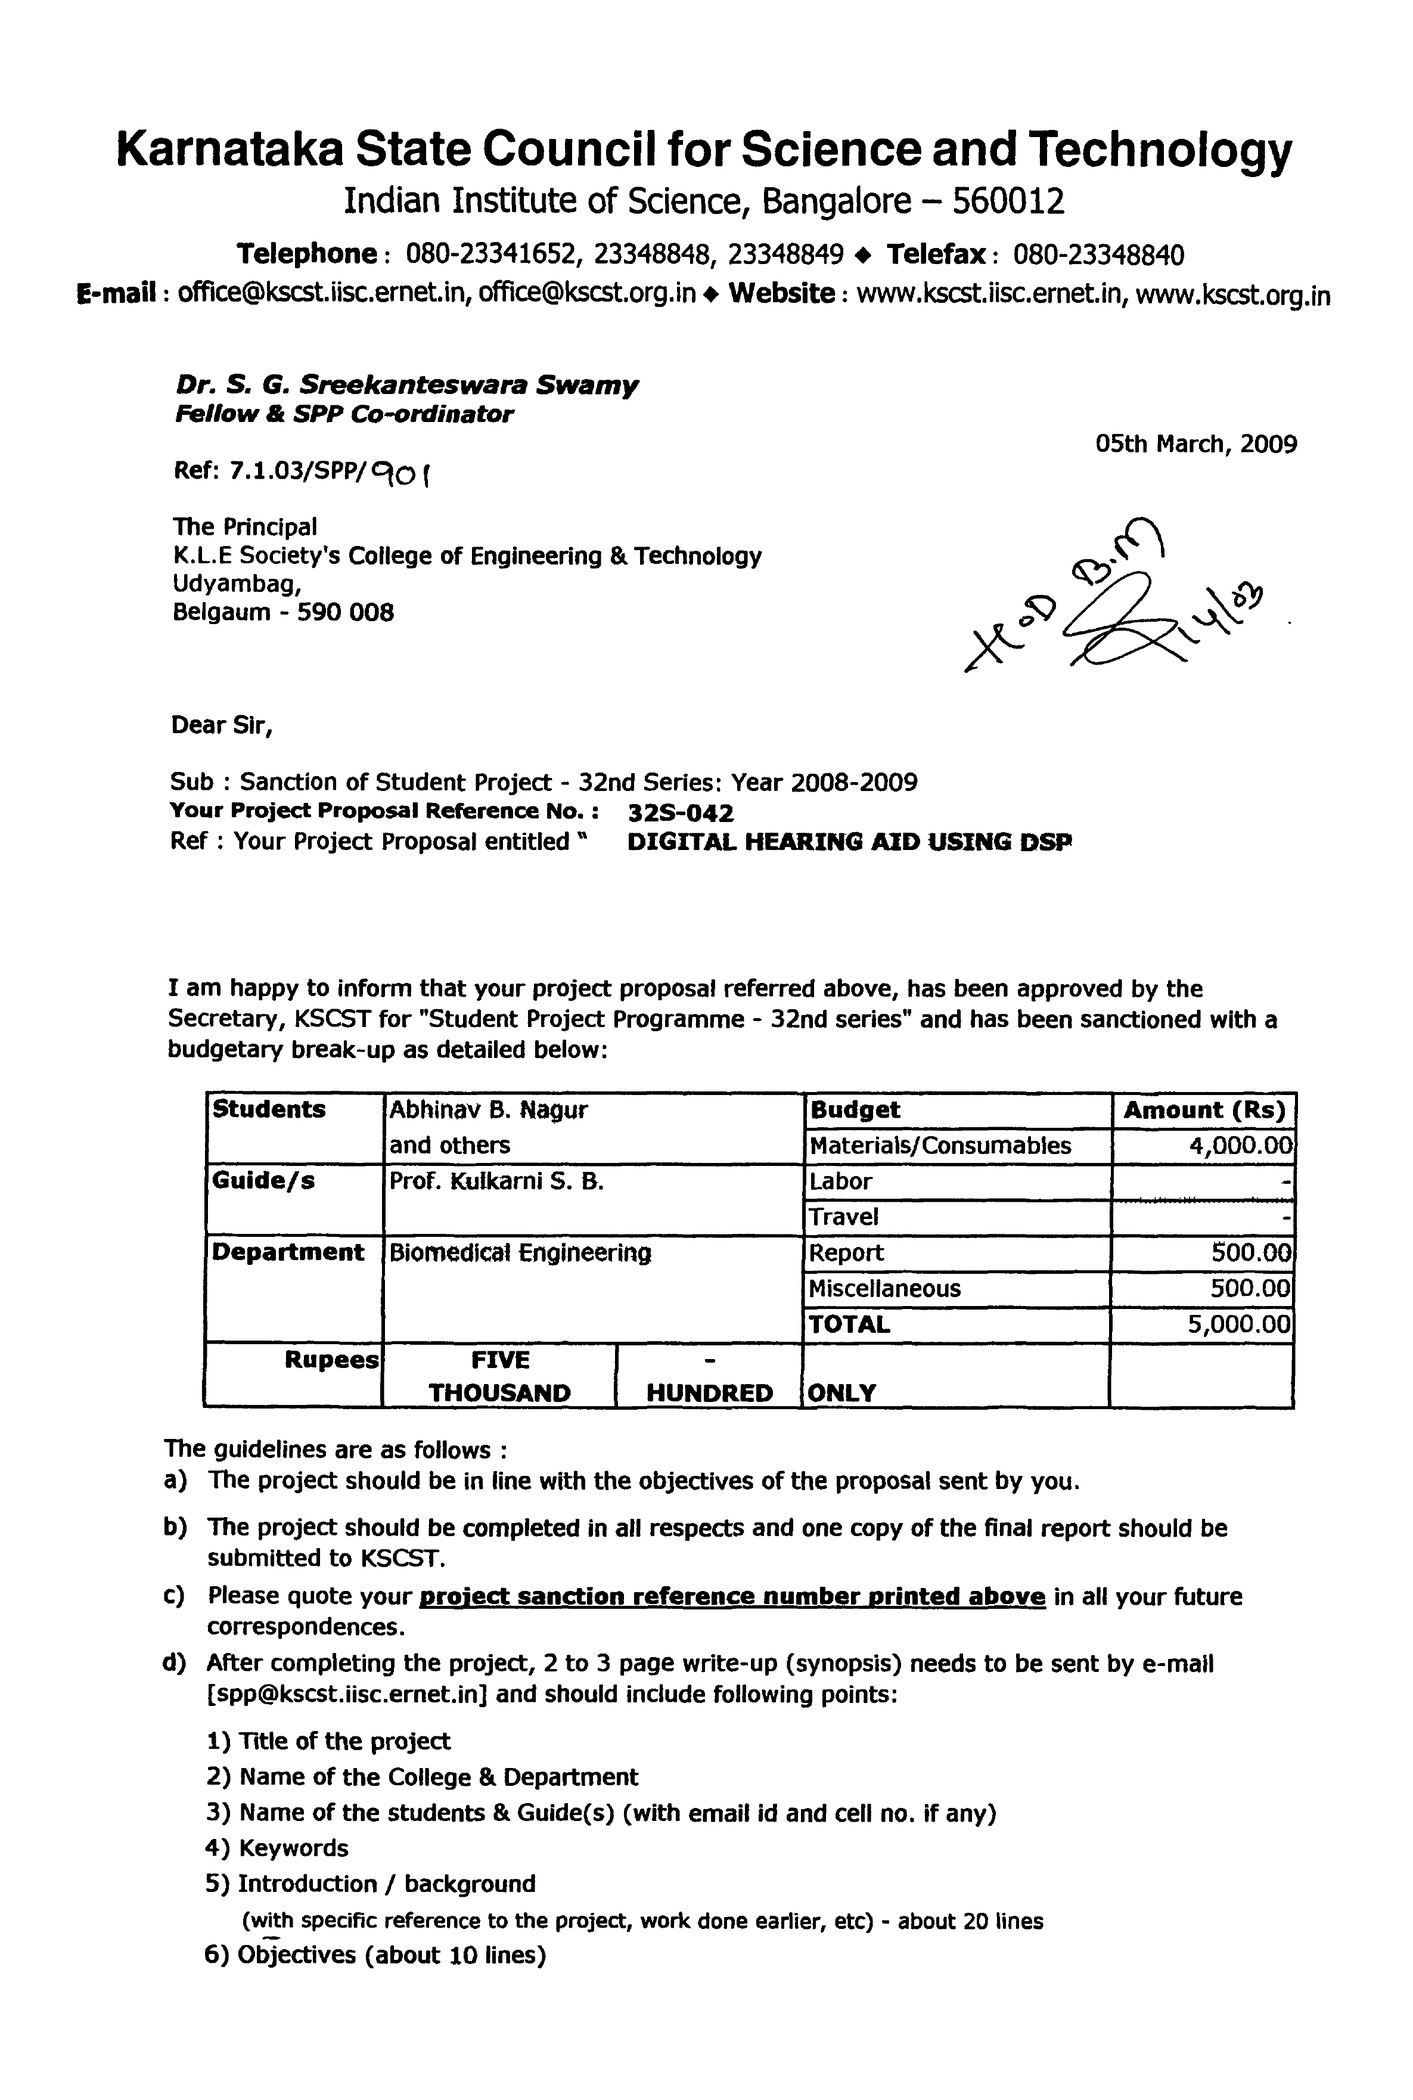 Karnataka State Council for Science and Technology
Indian Institute of Science, Bangalore – 560012
Telephone : 080-23341652, 23348848, 23348849 ◆ Telefax : 080-23348840
E-mail : office@kscst.iisc.ernet.in, office@kscst.org.in ◆ Website : www.kscst.iisc.ernet.in, www.kscst.org.in
Dr. S. G. Sreekanteswara Swamy
Fellow & SPP Co-ordinator
05th March, 2009
Ref: 7.1.03/SPP/901
The Principal
K.L.E Society's College of Engineering & Technology
Udyambag,
Belgaum - 590 008
HOD B.M
14/03
Dear Sir,
Sub : Sanction of Student Project - 32nd Series: Year 2008-2009
Your Project Proposal Reference No. : 32S-042
Ref : Your Project Proposal entitled " DIGITAL HEARING AID USING DSP
I am happy to inform that your project proposal referred above, has been approved by the
Secretary, KSCST for "Student Project Programme - 32nd series" and has been sanctioned with a
budgetary break-up as detailed below:
Students Abhinav B. Nagur Budget Amount (Rs)
and others Materials/Consumables 4,000.00
Guide/s Prof. Kulkarni S. B. Labor -
Travel -
Department Biomedical Engineering Report 500.00
Miscellaneous 500.00
TOTAL 5,000.00
Rupees FIVE -
THOUSAND HUNDRED ONLY
The guidelines are as follows :
a) The project should be in line with the objectives of the proposal sent by you.
b) The project should be completed in all respects and one copy of the final report should be
submitted to KSCST.
c) Please quote your project sanction reference number printed above in all your future
correspondences.
d) After completing the project, 2 to 3 page write-up (synopsis) needs to be sent by e-mail
[spp@kscst.iisc.ernet.in] and should include following points:
1) Title of the project
2) Name of the College & Department
3) Name of the students & Guide(s) (with email id and cell no. if any)
4) Keywords
5) Introduction / background
(with specific reference to the project, work done earlier, etc) - about 20 lines
6) Objectives (about 10 lines)